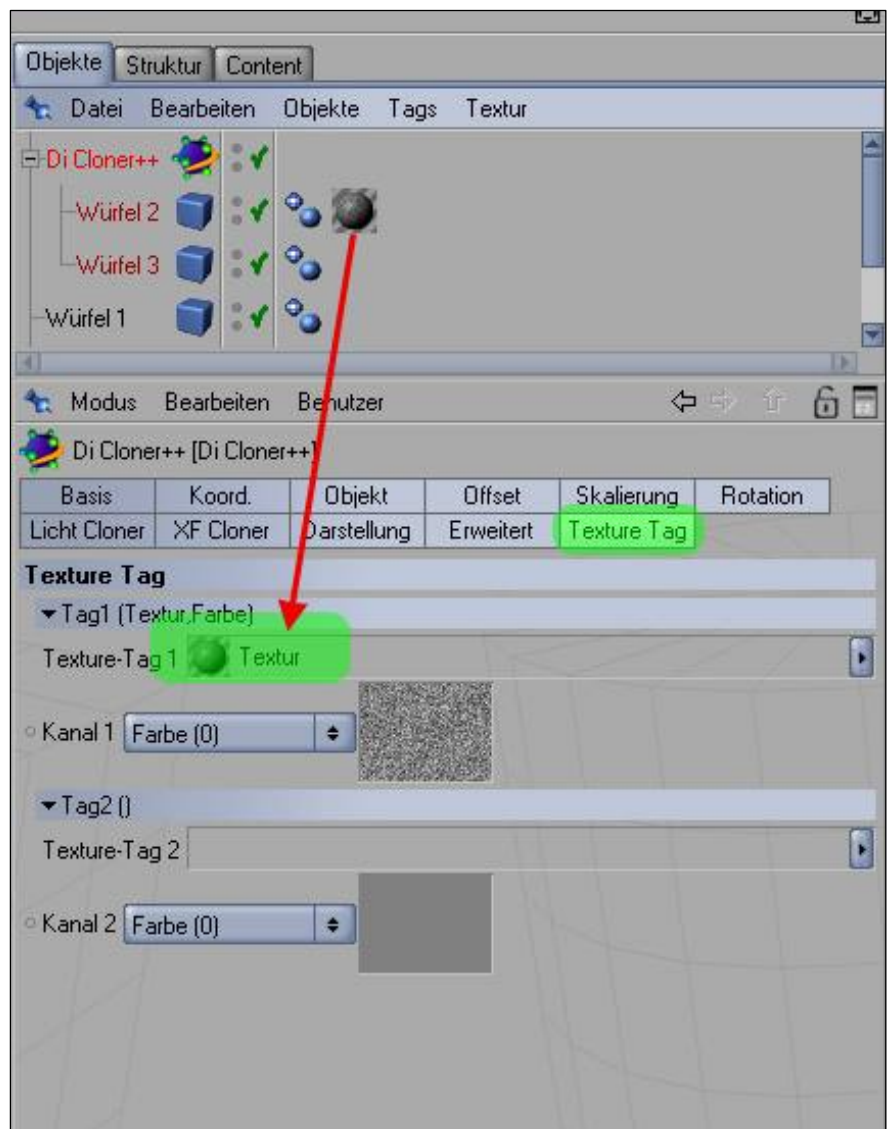 Objekte Struktur Content
Datei Bearbeiten Objekte Tags Textur
Di Cloner++
Würfel 2
Würfel 3
Würfel 1
Modus Bearbeiten Benutzer
Di Cloner++ [Di Cloner++]
Basis Koord. Objekt Offset Skalierung Rotation
Licht Cloner XF Cloner Darstellung Erweitert Texture Tag
Texture Tag
Tag1 (Textur,Farbe)
Texture-Tag 1 Textur
Kanal 1 Farbe (0)
Tag2 ()
Texture-Tag 2
Kanal 2 Farbe (0)